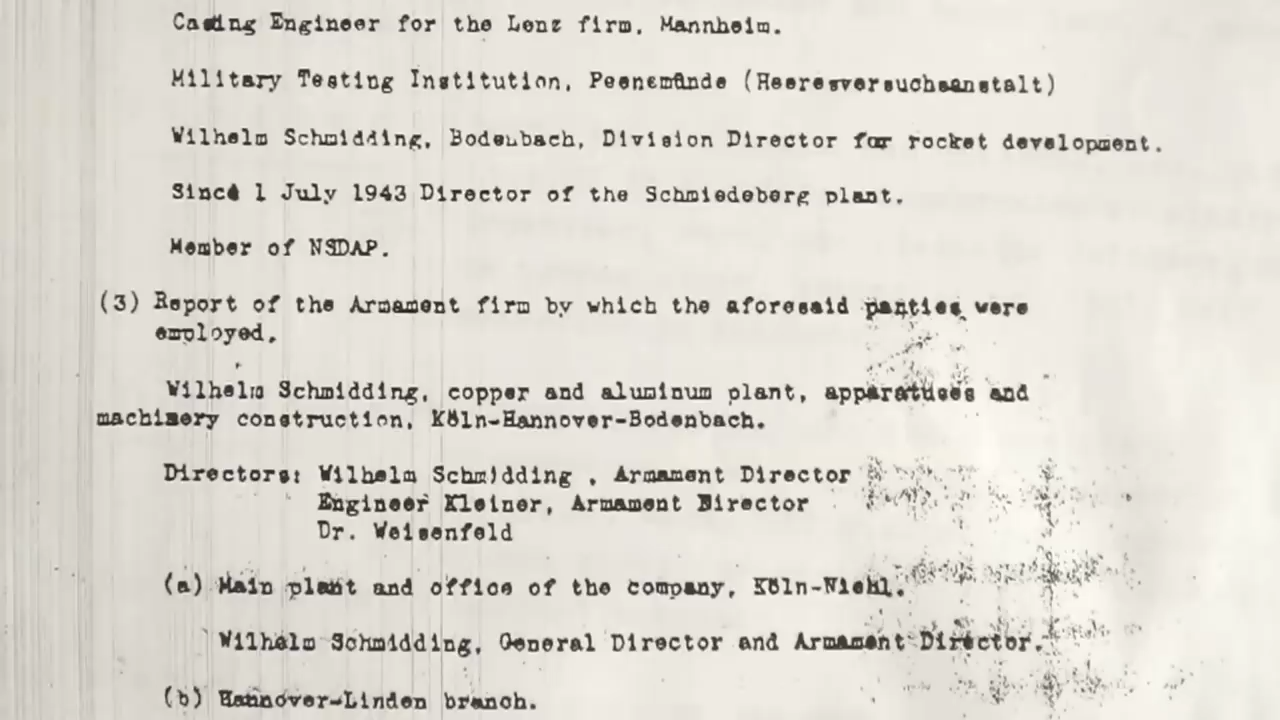 Casing Engineer for the Lenz firm, Mannheim.
Military Testing Institution, Peenemünde (Heeresversuchsanstalt)
Wilhelm Schmidding, Bodenbach, Division Director for rocket development.
Since 1 July 1943 Director of the Schmiedeberg plant.
Member of NSDAP.
(3) Report of the Armament firm by which the aforesaid parties were
employed.
Wilhelm Schmidding, copper and aluminum plant, apparatuses and
machinery construction, Köln-Hannover-Bodenbach.
Directors: Wilhelm Schmidding , Armament Director
Engineer Kleiner, Armament Director
Dr. Weisenfeld
(a) Main plant and office of the company, Köln-Niehl.
Wilhelm Schmidding, General Director and Armament Director.
(b) Hannover-Linden branch.